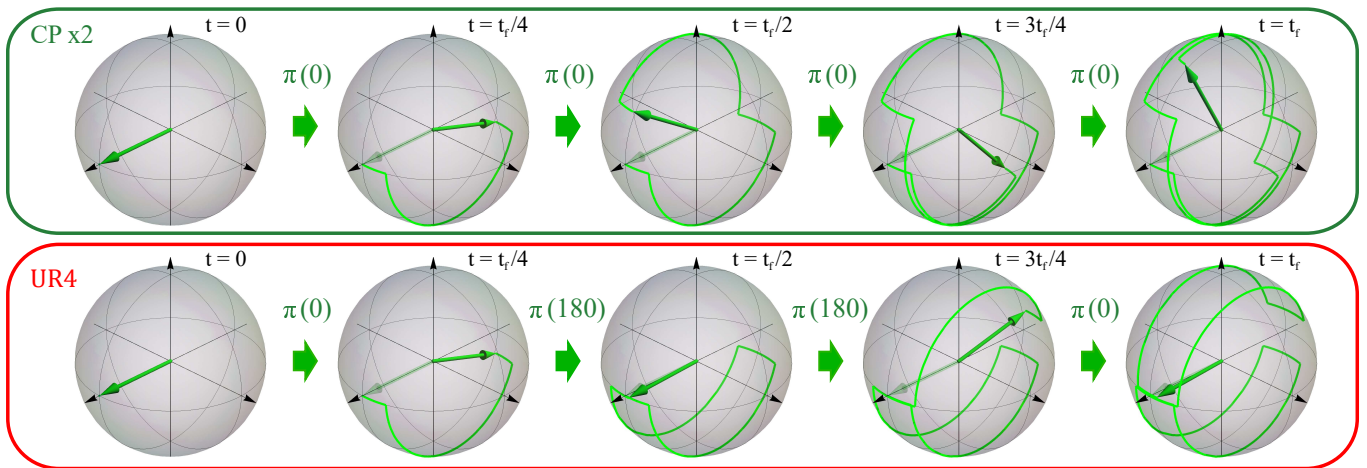 CP x2
t = 0
π(0)
t = t_f/4
π(0)
t = t_f/2
π(0)
t = 3t_f/4
π(0)
t = t_f
UR4
t = 0
π(0)
t = t_f/4
π(180)
t = t_f/2
π(180)
t = 3t_f/4
π(0)
t = t_f